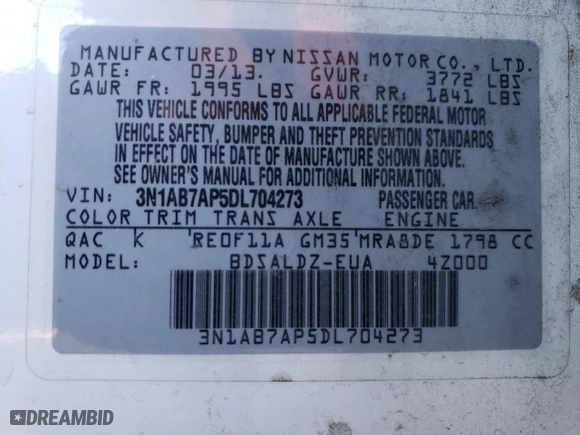 MANUFACTURED BY NISSAN MOTOR CO., LTD.
DATE: 03/13. GVWR: 3772 LBS
GAWR FR: 1995 LBS GAWR RR: 1841 LBS
THIS VEHICLE CONFORMS TO ALL APPLICABLE FEDERAL MOTOR
VEHICLE SAFETY, BUMPER AND THEFT PREVENTION STANDARDS
IN EFFECT ON THE DATE OF MANUFACTURE SHOWN ABOVE.
SEE OWNER'S MANUAL FOR ADDITIONAL INFORMATION.
VIN: 3N1AB7AP5DL704273 PASSENGER CAR
COLOR TRIM TRANS AXLE ENGINE
QAC K 'RE0F11A GM35'MRA8DE 1798 CC
BDSALDZ-EUA 4Z000
3N1AB7AP5DL704273
DREAMBID